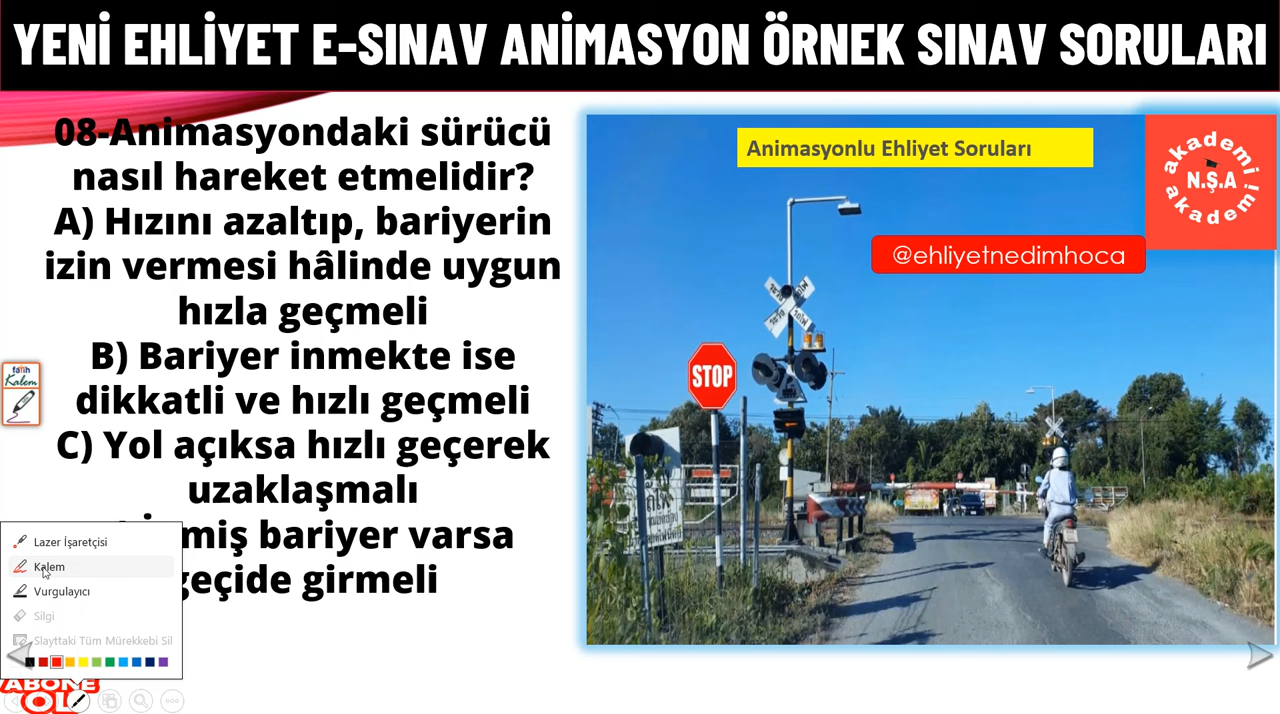 YENİ EHLİYET E-SINAV ANİMASYON ÖRNEK SINAV SORULARI
08-Animasyondaki sürücü
nasıl hareket etmelidir?
A) Hızını azaltıp, bariyerin
izin vermesi hâlinde uygun
hızla geçmeli
B) Bariyer inmekte ise
dikkatli ve hızlı geçmeli
C) Yol açıksa hızlı geçerek
uzaklaşmalı
bariyer varsa
geçide girmeli
Animasyonlu Ehliyet Soruları
akademi
N.Ş.A
akademi
@ehliyetnedimhoca
STOP
fatih
Kalem
Lazer İşaretçisi
Kalem
Vurgulayıcı
Silgi
Slayttaki Tüm Mürekkebi Sil
ABONE
OL